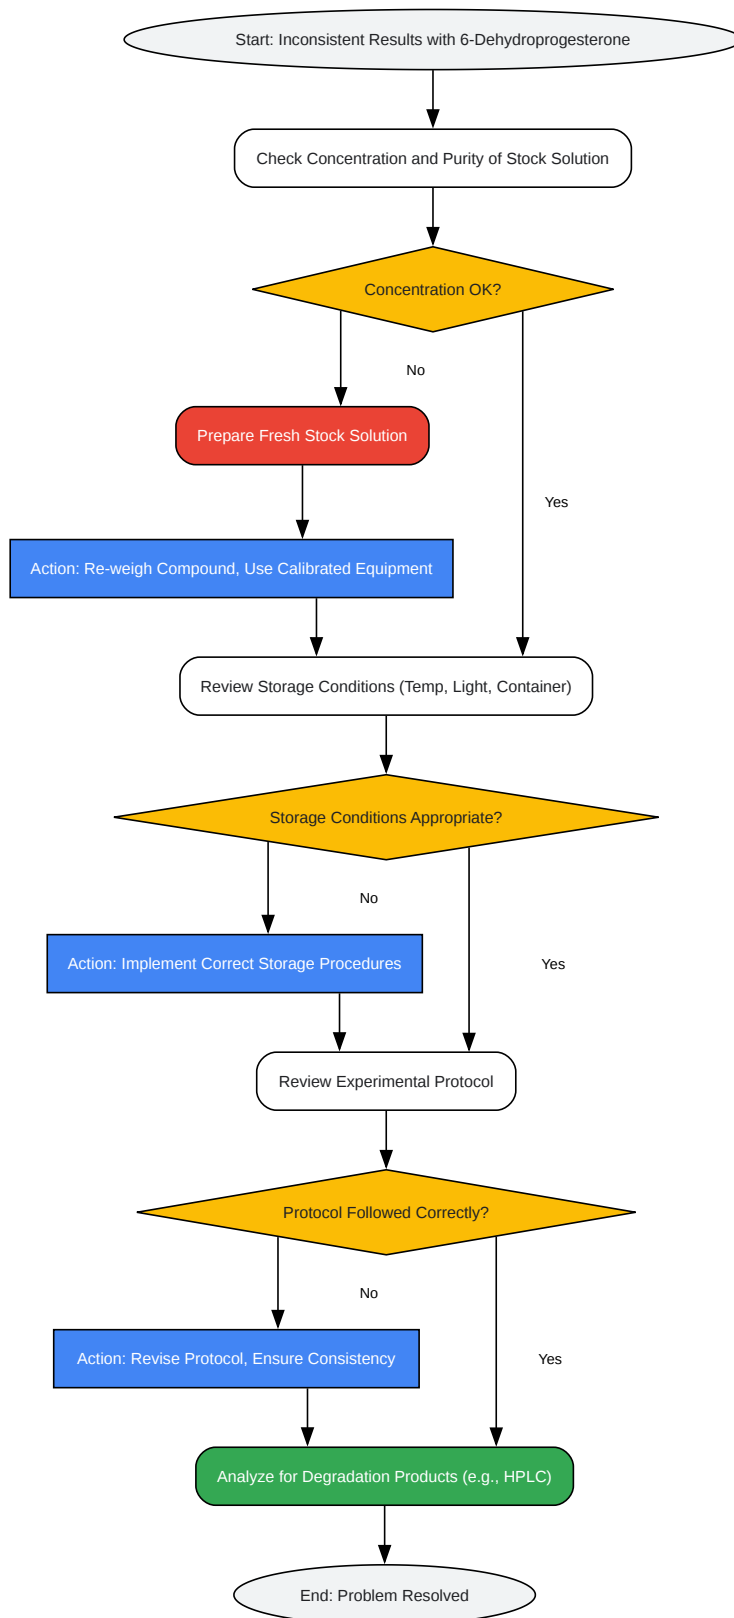 Start: Inconsistent Results with 6-Dehydroprogesterone
Check Concentration and Purity of Stock Solution
Concentration OK?
No
Prepare Fresh Stock Solution
Yes
Action: Re-weigh Compound, Use Calibrated Equipment
Review Storage Conditions (Temp, Light, Container)
Storage Conditions Appropriate?
No
Action: Implement Correct Storage Procedures
Yes
Review Experimental Protocol
Protocol Followed Correctly?
No
Action: Revise Protocol, Ensure Consistency
Yes
Analyze for Degradation Products (e.g., HPLC)
End: Problem Resolved